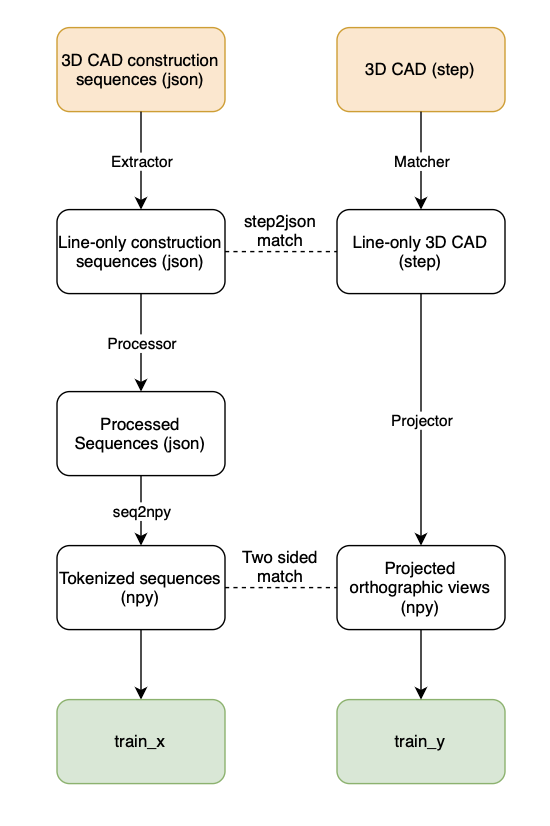 3D CAD construction
sequences (json)
3D CAD (step)
Extractor
Matcher
Line-only construction
sequences (json)
step2json
match
Line-only 3D CAD
(step)
Processor
Processed
Sequences (json)
Projector
seq2npy
Tokenized sequences
(npy)
Two sided
match
Projected
orthographic views
(npy)
train_x
train_y